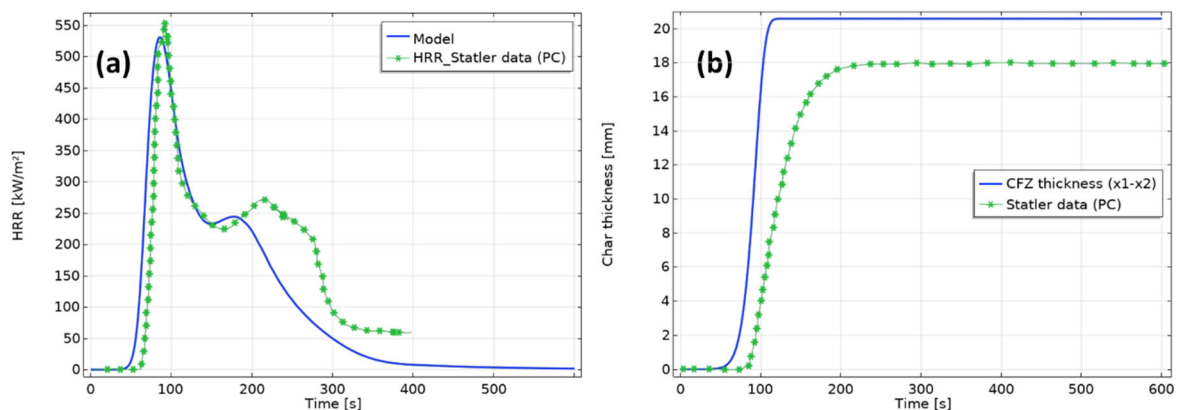 (a)
Model
HRR_Statler data (PC)
HRR [kW/m²]
550
500
450
400
350
300
250
200
150
100
50
0
0 100 200 300 400 500
Time [s]
(b)
CFZ thickness (x1-x2)
Statler data (PC)
Char thickness [mm]
20
18
16
14
12
10
8
6
4
2
0
0 100 200 300 400 500 600
Time [s]